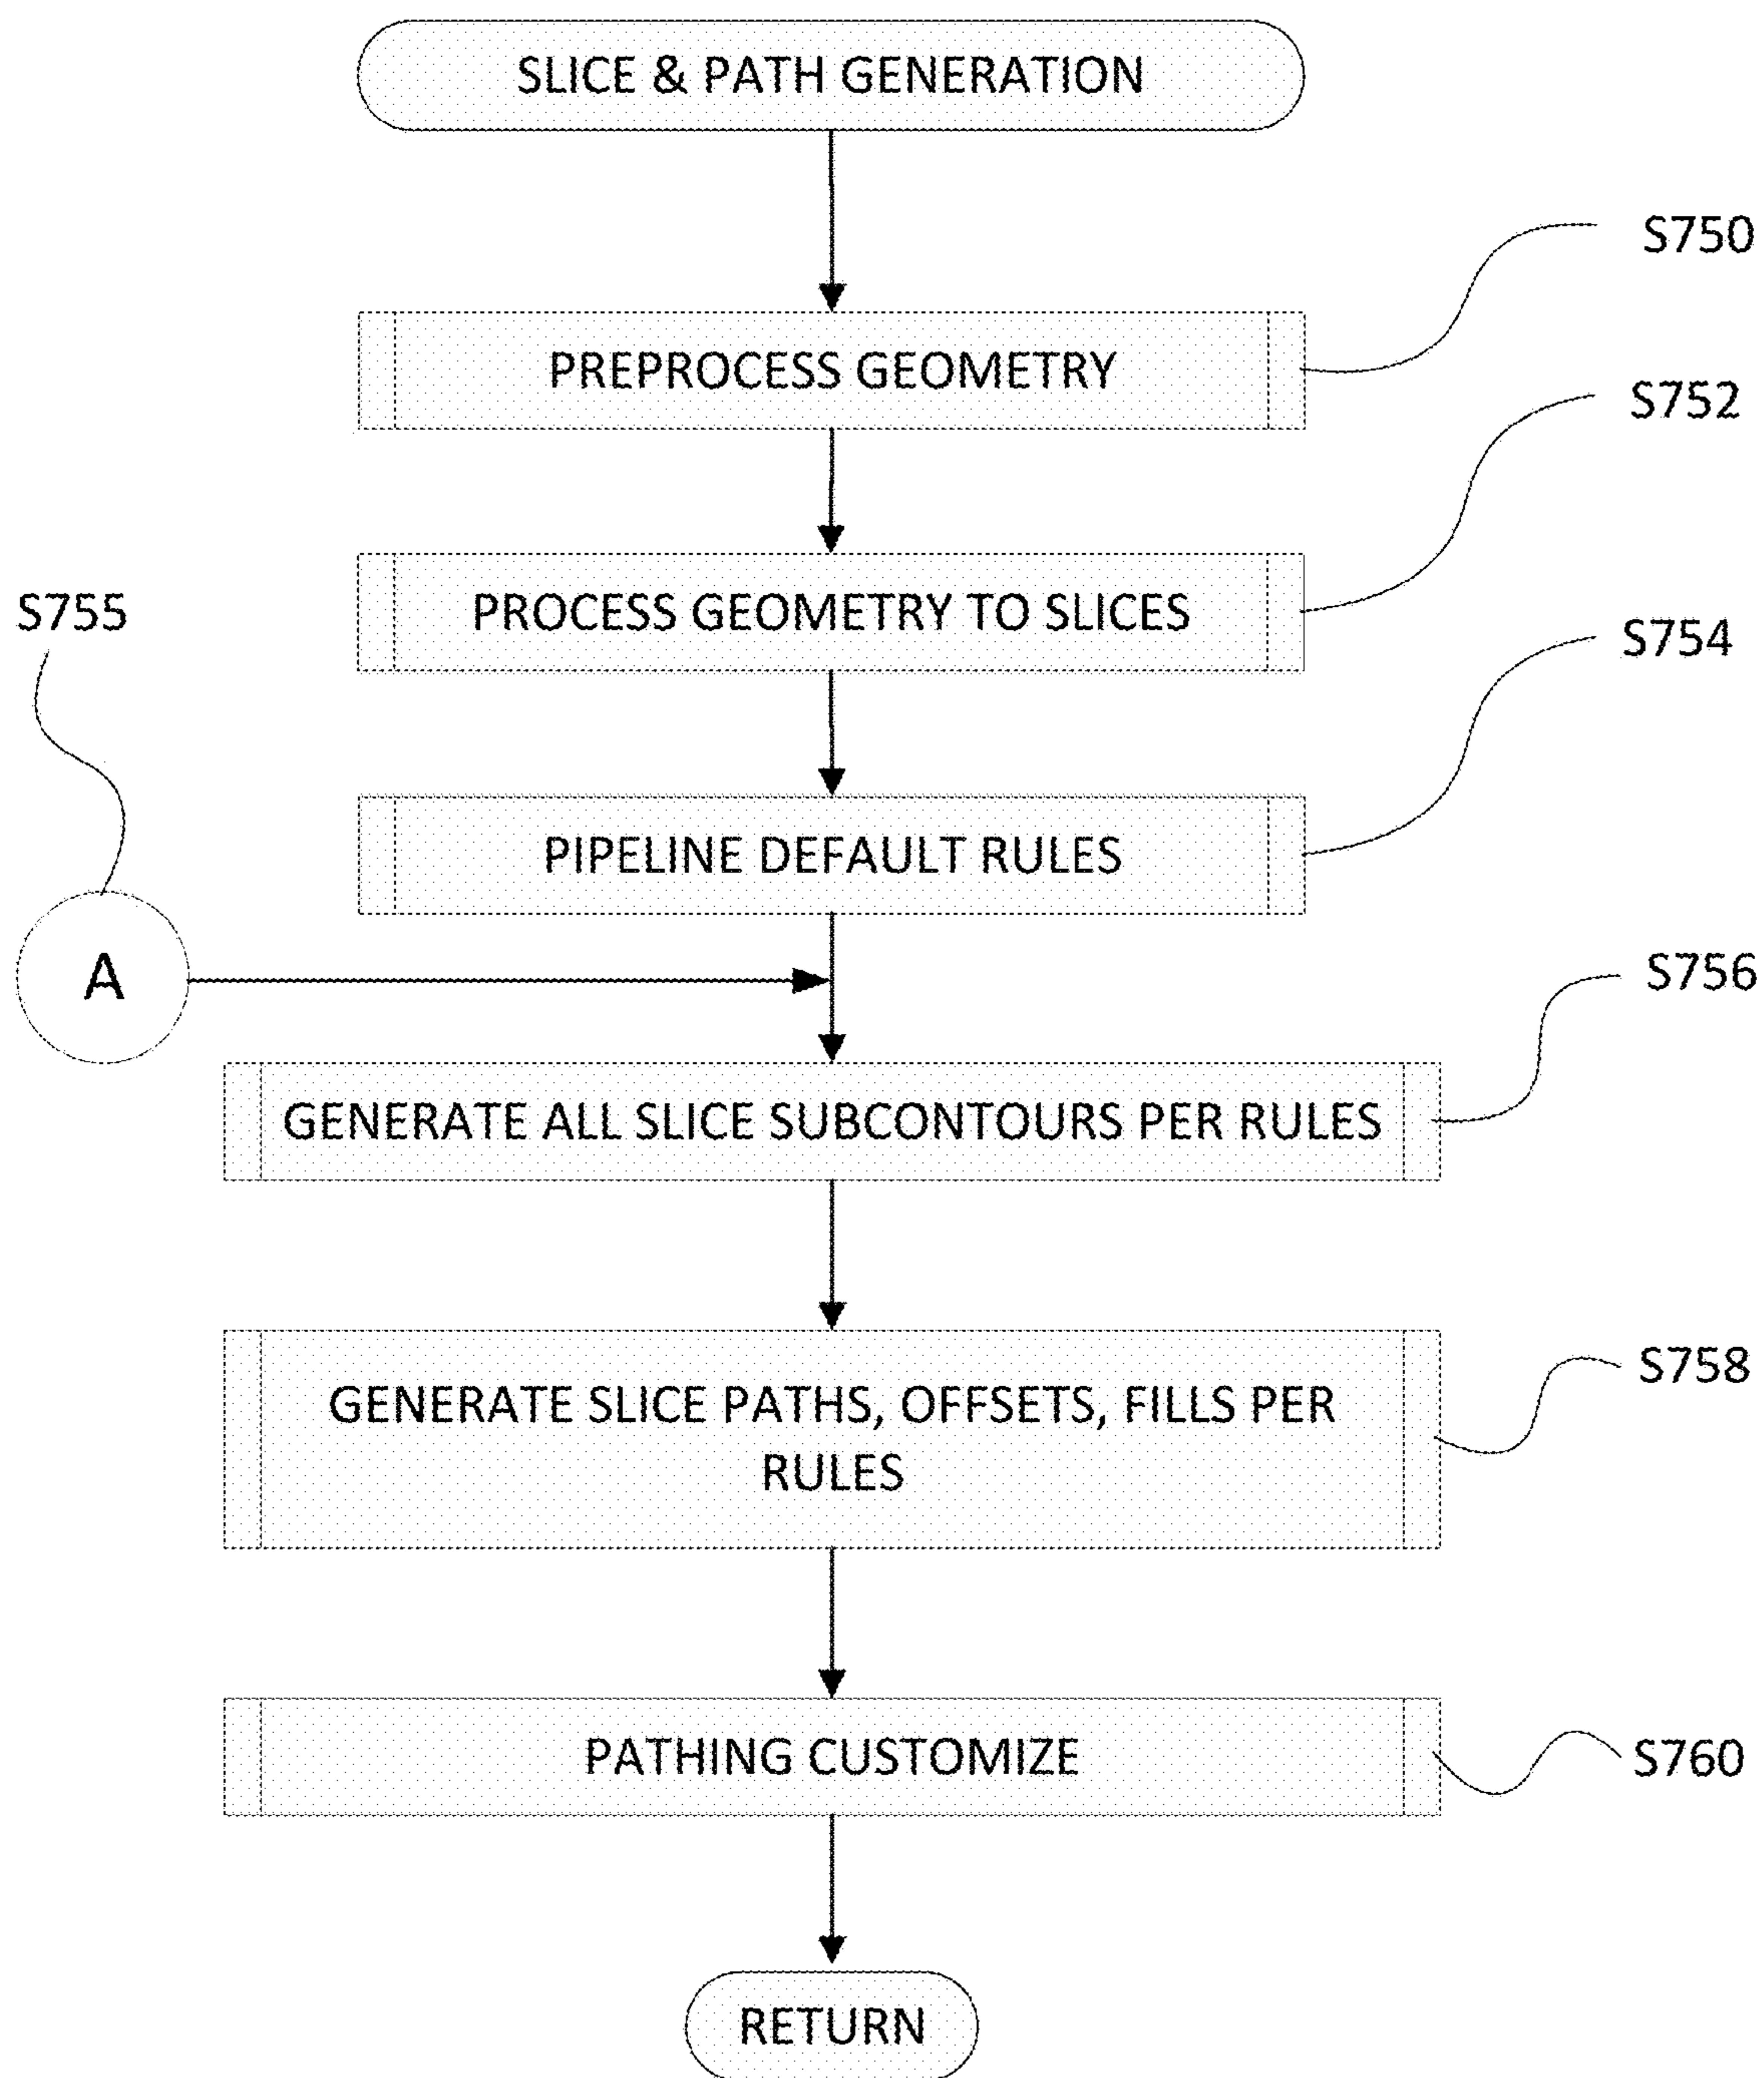 SLICE & PATH GENERATION
S750
PREPROCESS GEOMETRY
S752
PROCESS GEOMETRY TO SLICES
S755
S754
PIPELINE DEFAULT RULES
A
S756
GENERATE ALL SLICE SUBCONTOURS PER RULES
S758
GENERATE SLICE PATHS, OFFSETS, FILLS PER
RULES
PATHING CUSTOMIZE
S760
RETURN